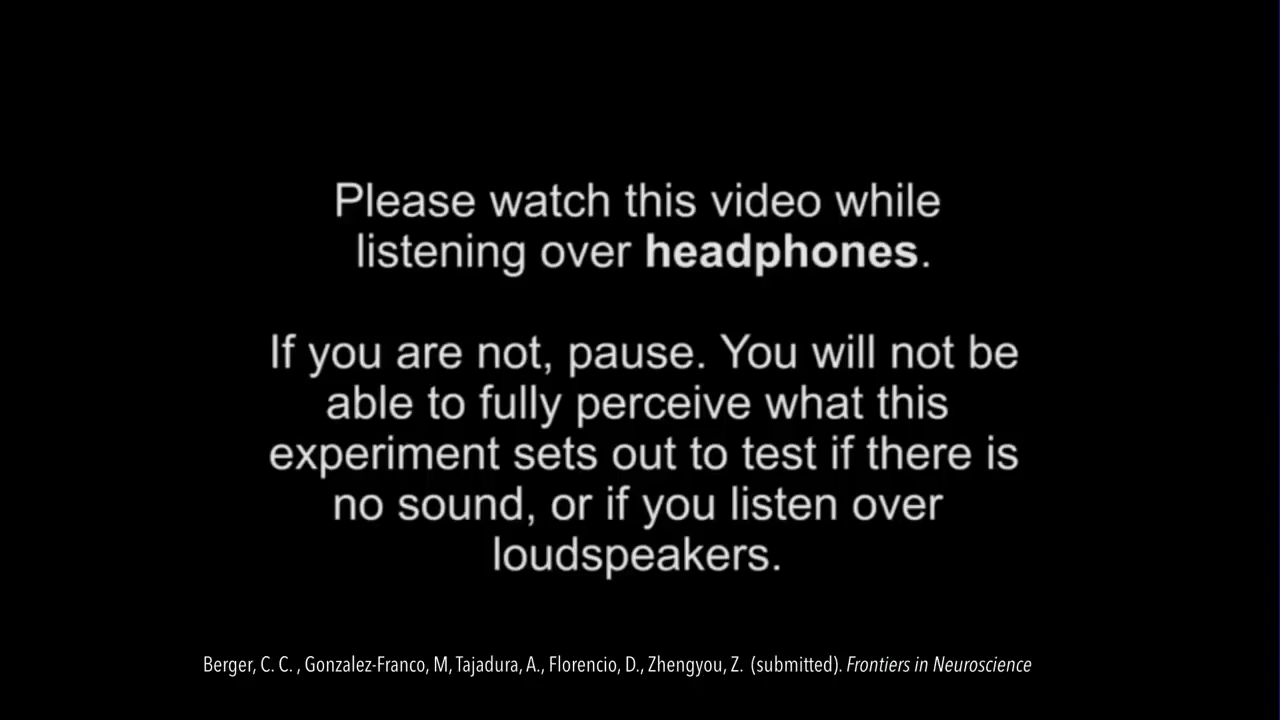 Please watch this video while
listening over headphones.
If you are not, pause. You will not be
able to fully perceive what this
experiment sets out to test if there is
no sound, or if you listen over
loudspeakers.
Berger, C. C. , Gonzalez-Franco, M, Tajadura, A., Florencio, D., Zhengyou, Z. (submitted). Frontiers in Neuroscience